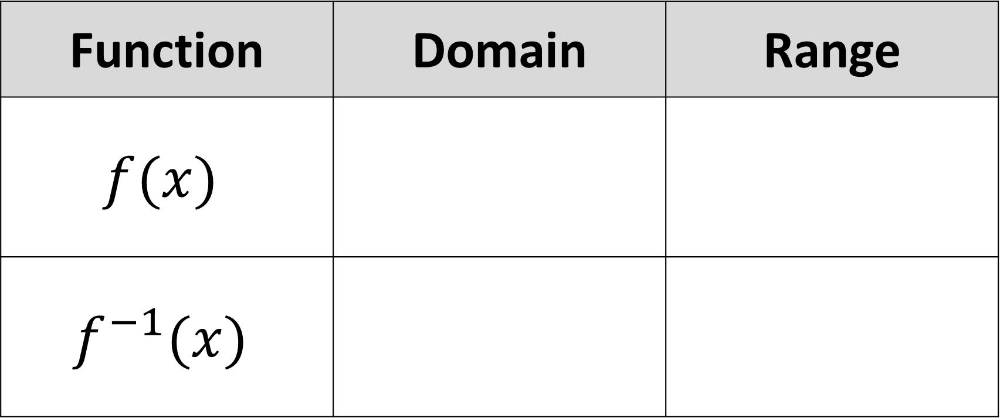 Function Domain Range
f(x)
f⁻¹(x)